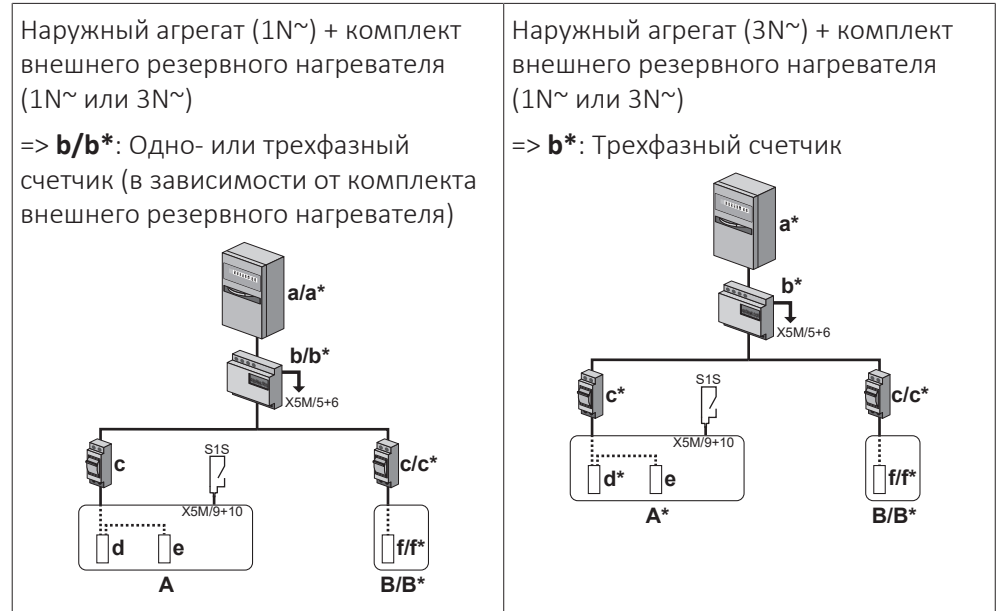 Наружный агрегат (1N~) + комплект
внешнего резервного нагревателя
(1N~ или 3N~)
=> b/b*: Одно- или трехфазный
счетчик (в зависимости от комплекта
внешнего резервного нагревателя)
a/a*
b/b*
X5M/5+6
c
S1S
c/c*
X5M/9+10
d
e
f/f*
A
B/B*
Наружный агрегат (3N~) + комплект
внешнего резервного нагревателя
(1N~ или 3N~)
=> b*: Трехфазный счетчик
a*
b*
X5M/5+6
c*
S1S
c/c*
X5M/9+10
d*
e
f/f*
A*
B/B*